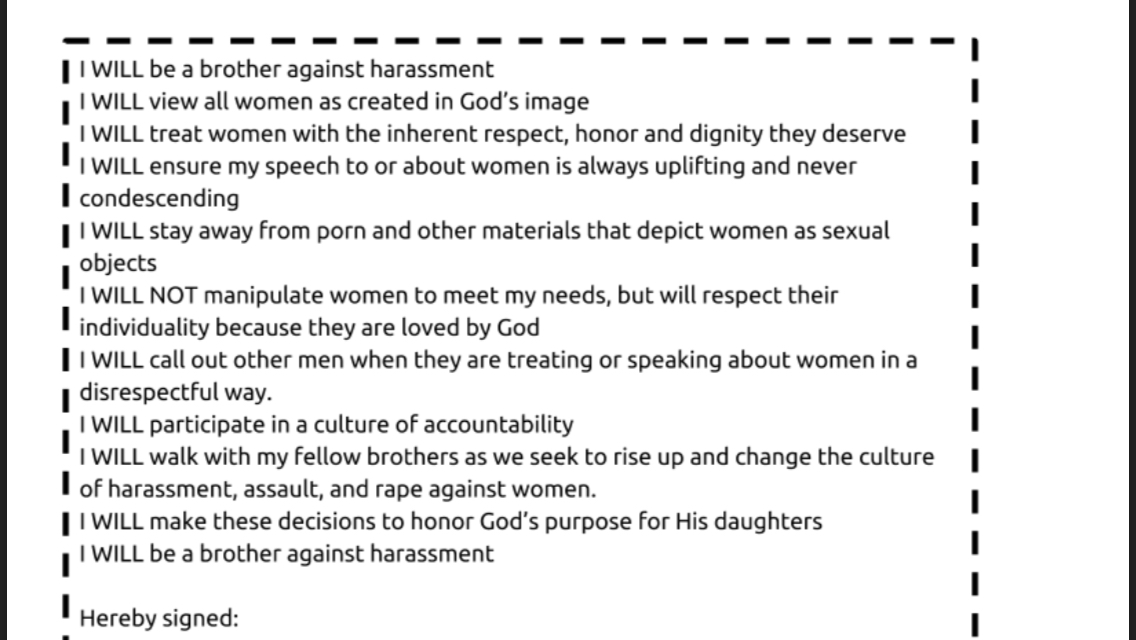 I WILL be a brother against harassment
I WILL view all women as created in God’s image
I WILL treat women with the inherent respect, honor and dignity they deserve
I WILL ensure my speech to or about women is always uplifting and never
condescending
I WILL stay away from porn and other materials that depict women as sexual
objects
I WILL NOT manipulate women to meet my needs, but will respect their
individuality because they are loved by God
I WILL call out other men when they are treating or speaking about women in a
disrespectful way.
I WILL participate in a culture of accountability
I WILL walk with my fellow brothers as we seek to rise up and change the culture
of harassment, assault, and rape against women.
I WILL make these decisions to honor God’s purpose for His daughters
I WILL be a brother against harassment
Hereby signed: